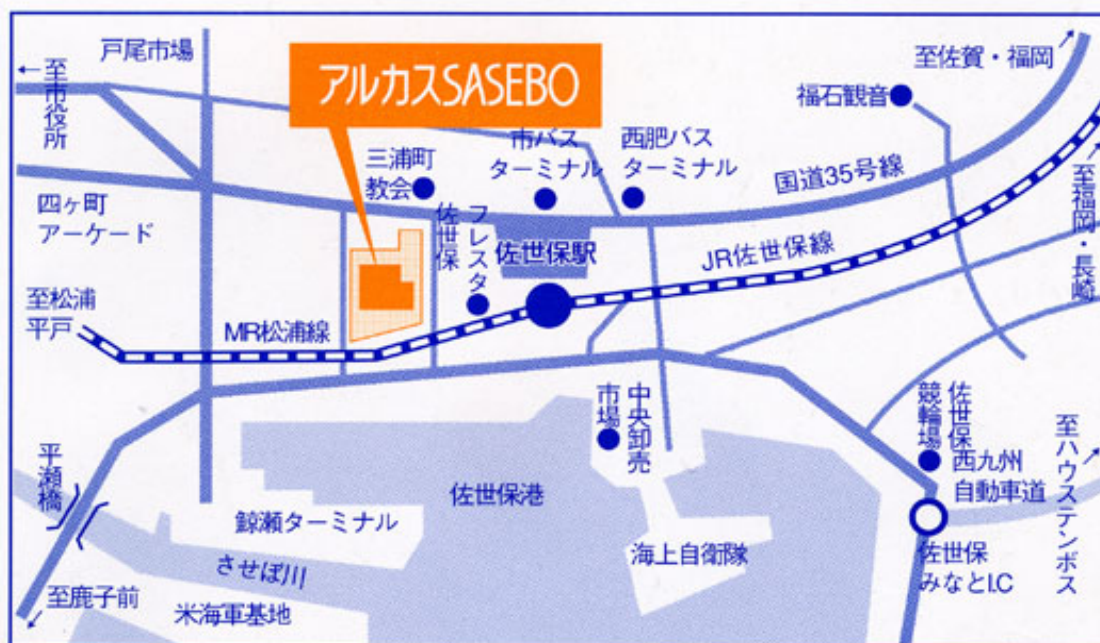 戸尾市場
至市役所
アルカスSASEBO
至佐賀・福岡
福石観音
市バス
ターミナル
西肥バス
ターミナル
三浦町
教会
国道35号線
至福岡・長崎
四ヶ町
アーケード
フレスタ
佐世保
佐世保駅
JR佐世保線
至松浦
平戸
MR松浦線
中央卸売
市場
佐世保
競輪場
西九州
自動車道
至ハウステンボス
平瀬橋
佐世保港
鯨瀬ターミナル
海上自衛隊
佐世保
みなとI.C
させぼ川
至鹿子前
米海軍基地